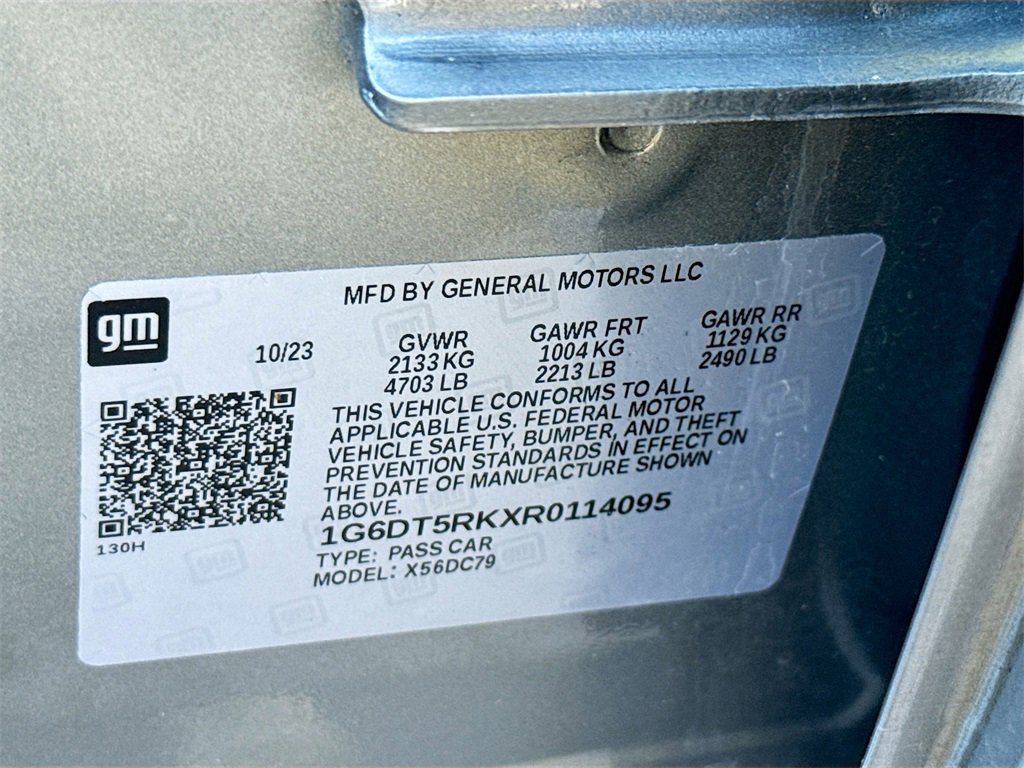 MFD BY GENERAL MOTORS LLC
gm
10/23
GVWR
2133 KG
4703 LB
GAWR FRT
1004 KG
2213 LB
GAWR RR
1129 KG
2490 LB
THIS VEHICLE CONFORMS TO ALL
APPLICABLE U.S. FEDERAL MOTOR
VEHICLE SAFETY, BUMPER, AND THEFT
PREVENTION STANDARDS IN EFFECT ON
THE DATE OF MANUFACTURE SHOWN
ABOVE.
1G6DT5RKXR0114095
130H
TYPE: PASS CAR
MODEL: X56DC79